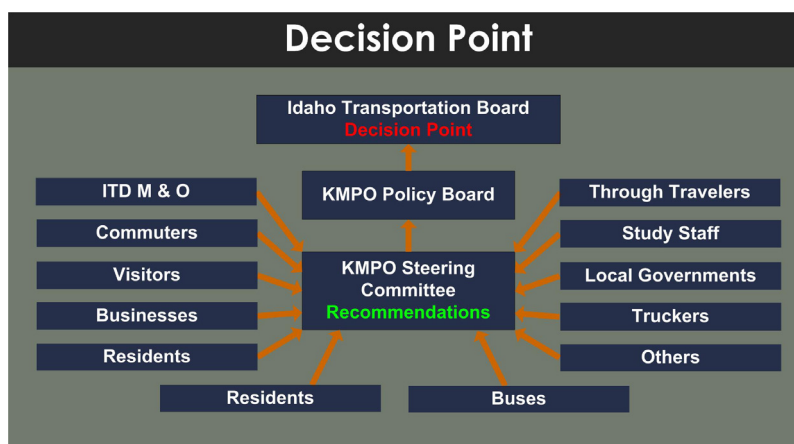 Decision Point
Idaho Transportation Board
Decision Point
KMPO Policy Board
KMPO Steering
Committee
Recommendations
ITD M & O
Commuters
Visitors
Businesses
Residents
Residents
Buses
Through Travelers
Study Staff
Local Governments
Truckers
Others